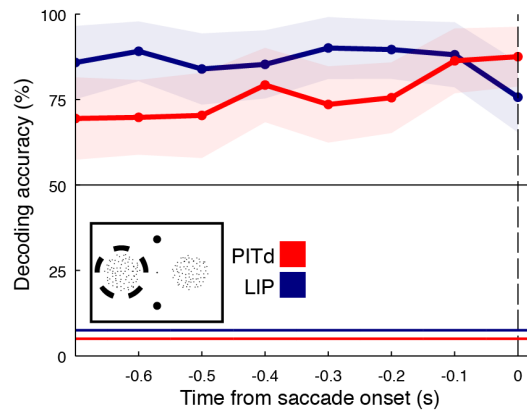 100
75
50
25
0
Decoding accuracy (%)
PITd
LIP
-0.6 -0.5 -0.4 -0.3 -0.2 -0.1 0
Time from saccade onset (s)